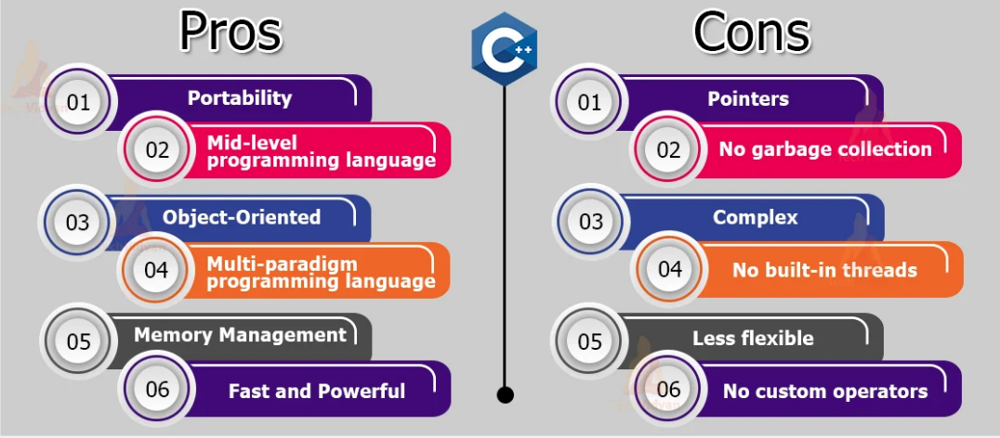 Pros
C++
Cons
01
Portability
02
Mid-level
programming language
03
Object-Oriented
04
Multi-paradigm
programming language
05
Memory Management
06
Fast and Powerful
01
Pointers
02
No garbage collection
03
Complex
04
No built-in threads
05
Less flexible
06
No custom operators